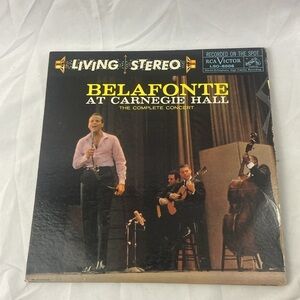 LIVING STEREO
RECORDED ON THE SPOT
RCA VICTOR
LSO-6006
BELAFONTE
AT CARNEGIE HALL
THE COMPLETE CONCERT